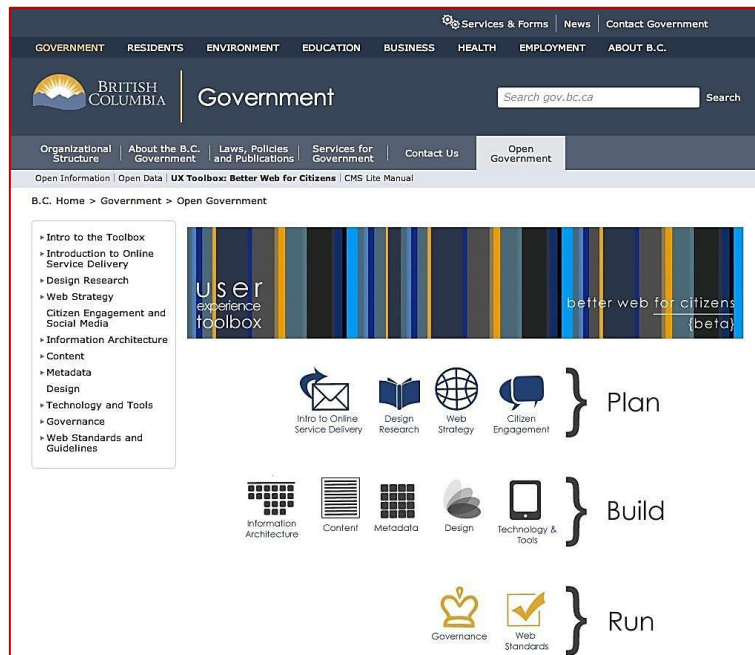 Services & Forms | News | Contact Government
GOVERNMENT RESIDENTS ENVIRONMENT EDUCATION BUSINESS HEALTH EMPLOYMENT ABOUT B.C.
BRITISH
COLUMBIA
Government
Search gov.bc.ca
Search
Organizational
Structure
About the B.C.
Government
Laws, Policies
and Publications
Services for
Government
Contact Us
Open
Government
Open Information | Open Data | UX Toolbox: Better Web for Citizens | CMS Lite Manual
B.C. Home > Government > Open Government
Intro to the Toolbox
Introduction to Online
Service Delivery
Design Research
Web Strategy
Citizen Engagement and
Social Media
Information Architecture
Content
Metadata
Design
Technology and Tools
Governance
Web Standards and
Guidelines
user
experience
toolbox
better web for citizens
{beta}
Intro to Online
Service Delivery
Design
Research
Web
Strategy
Citizen
Engagement
} Plan
Information
Architecture
Content
Metadata
Design
Technology &
Tools
} Build
Governance
Web
Standards
} Run